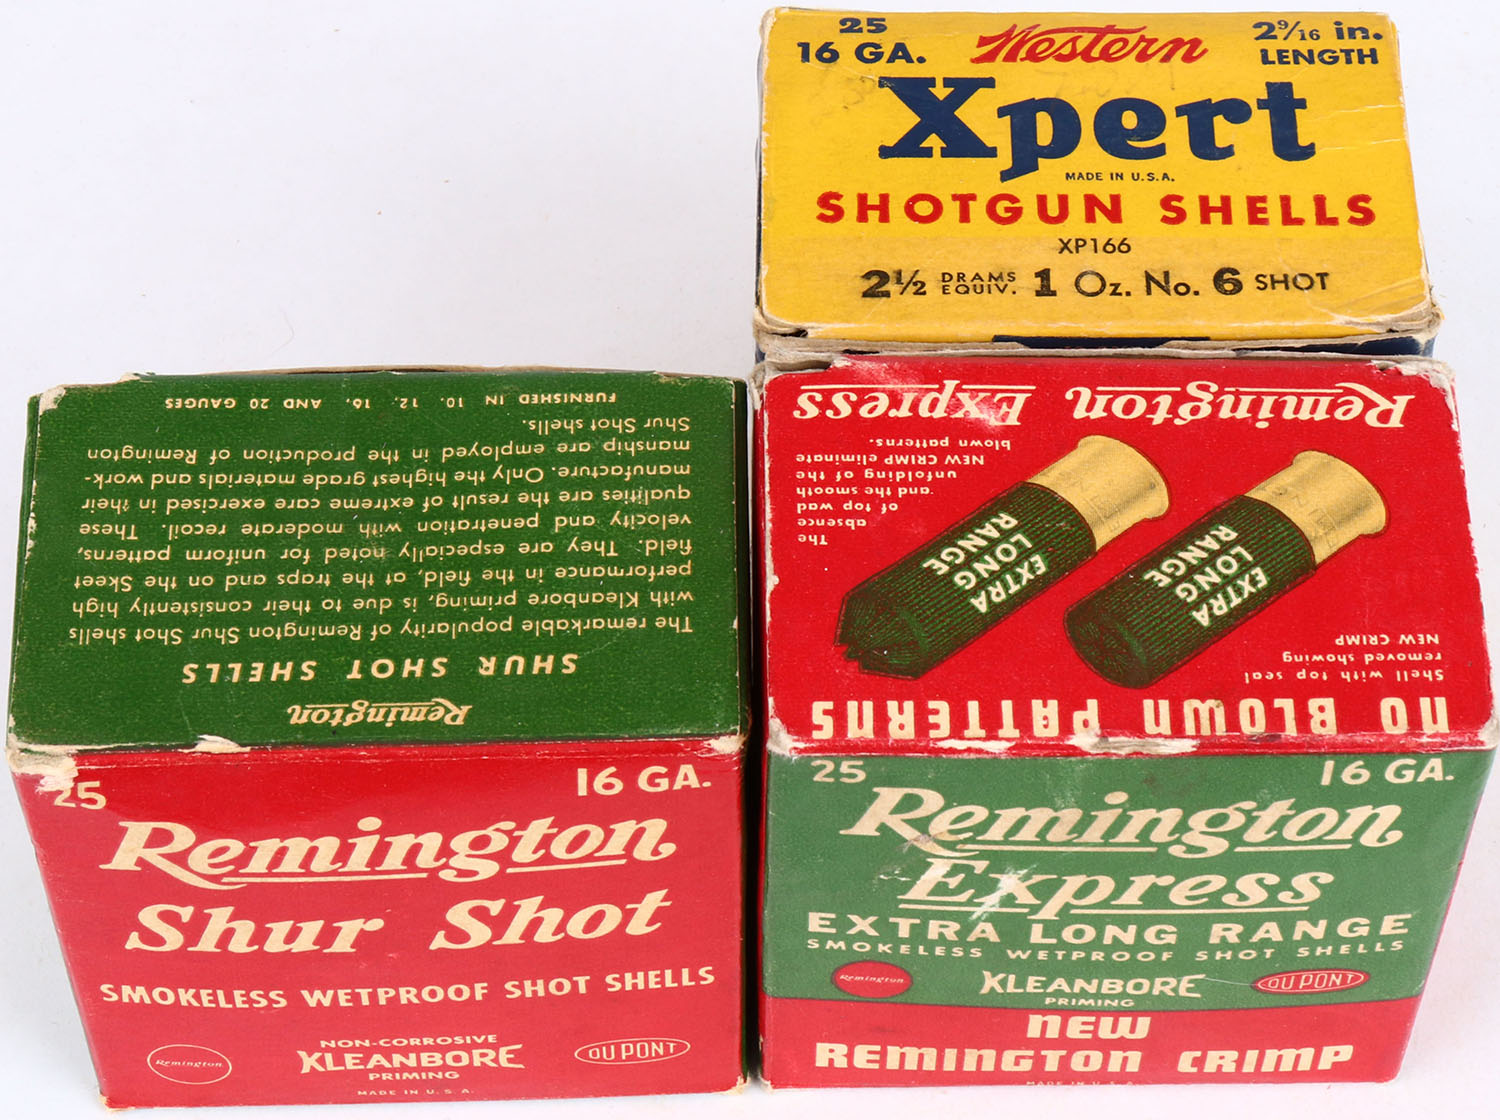 25
16 GA.
Western
2 9/16 in.
LENGTH
Xpert
MADE IN U.S.A.
SHOTGUN SHELLS
XP166
2½ DRAMS EQUIV. 1 Oz. No. 6 SHOT
Remington
SHUR SHOT SHELLS
The remarkable popularity of Remington Shur Shot shells
with Kleanbore priming, is due to their consistently high
performance in the field, at the traps and on the Skeet
field. They are especially noted for uniform patterns,
velocity and penetration with moderate recoil. These
qualities are the result of extreme care exercised in their
manufacture. Only the highest grade materials and work-
manship are employed in the production of Remington
Shur Shot shells.
FURNISHED IN 10, 12, 16, AND 20 GAUGES
25
16 GA.
Remington
Shur Shot
SMOKELESS WETPROOF SHOT SHELLS
Remington
NON-CORROSIVE
KLEANBORE
PRIMING
DU PONT
MADE IN U. S. A.
NO BLOWN PATTERNS
Shell with top seal
removed showing
NEW CRIMP
EXTRA
LONG
RANGE
EXTRA
LONG
RANGE
The
absence
of top wad
and the smooth
unfolding of the
NEW CRIMP eliminate
blown patterns.
Remington Express
25
16 GA.
Remington
Express
EXTRA LONG RANGE
SMOKELESS WETPROOF SHOT SHELLS
Remington
KLEANBORE
PRIMING
DU PONT
NEW
REMINGTON CRIMP
MADE IN U. S. A.